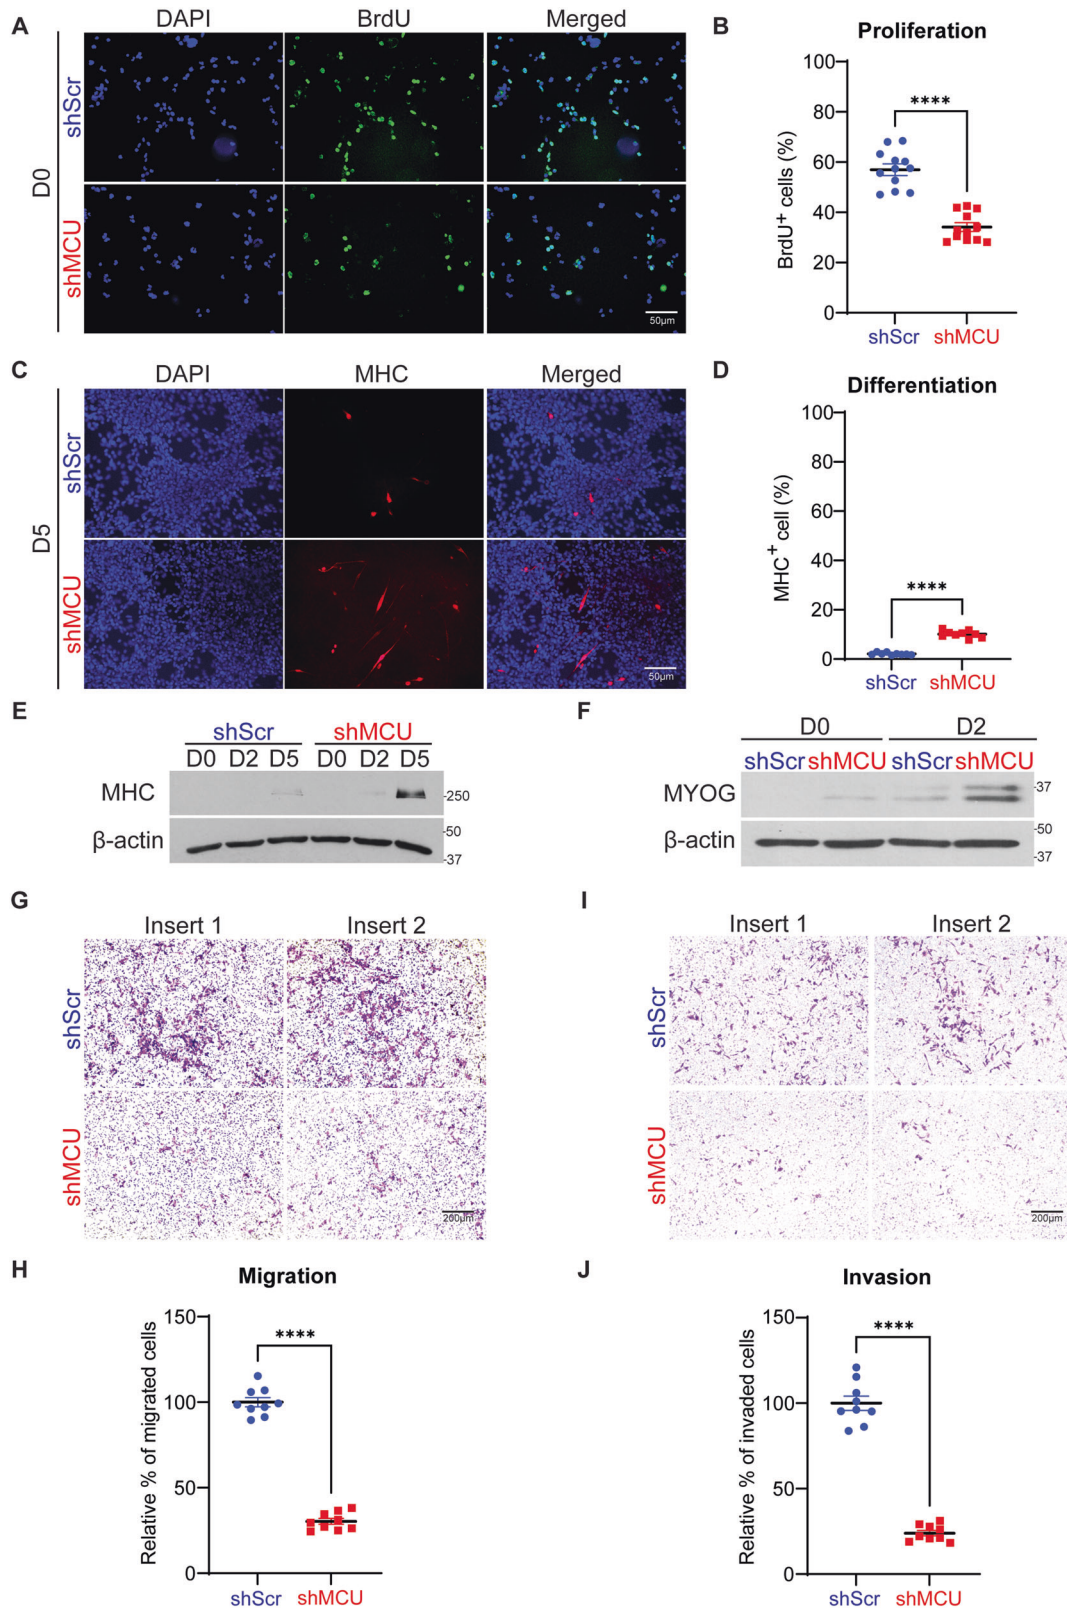 A
DAPI BrdU Merged
D0
shScr
shMCU
50µm
B
Proliferation
BrdU+ cells (%)
100
80
60
40
20
0
****
shScr shMCU
C
DAPI MHC Merged
D5
shScr
shMCU
50µm
D
Differentiation
MHC+ cell (%)
100
80
60
40
20
0
****
shScr shMCU
E
shScr shMCU
D0 D2 D5 D0 D2 D5
MHC -250
β-actin -50
-37
F
D0 D2
shScr shMCU shScr shMCU
MYOG -37
β-actin -50
-37
G
Insert 1 Insert 2
shScr
shMCU
200µm
H
Migration
Relative % of migrated cells
150
100
50
0
****
shScr shMCU
I
Insert 1 Insert 2
shScr
shMCU
200µm
J
Invasion
Relative % of invaded cells
150
100
50
0
****
shScr shMCU